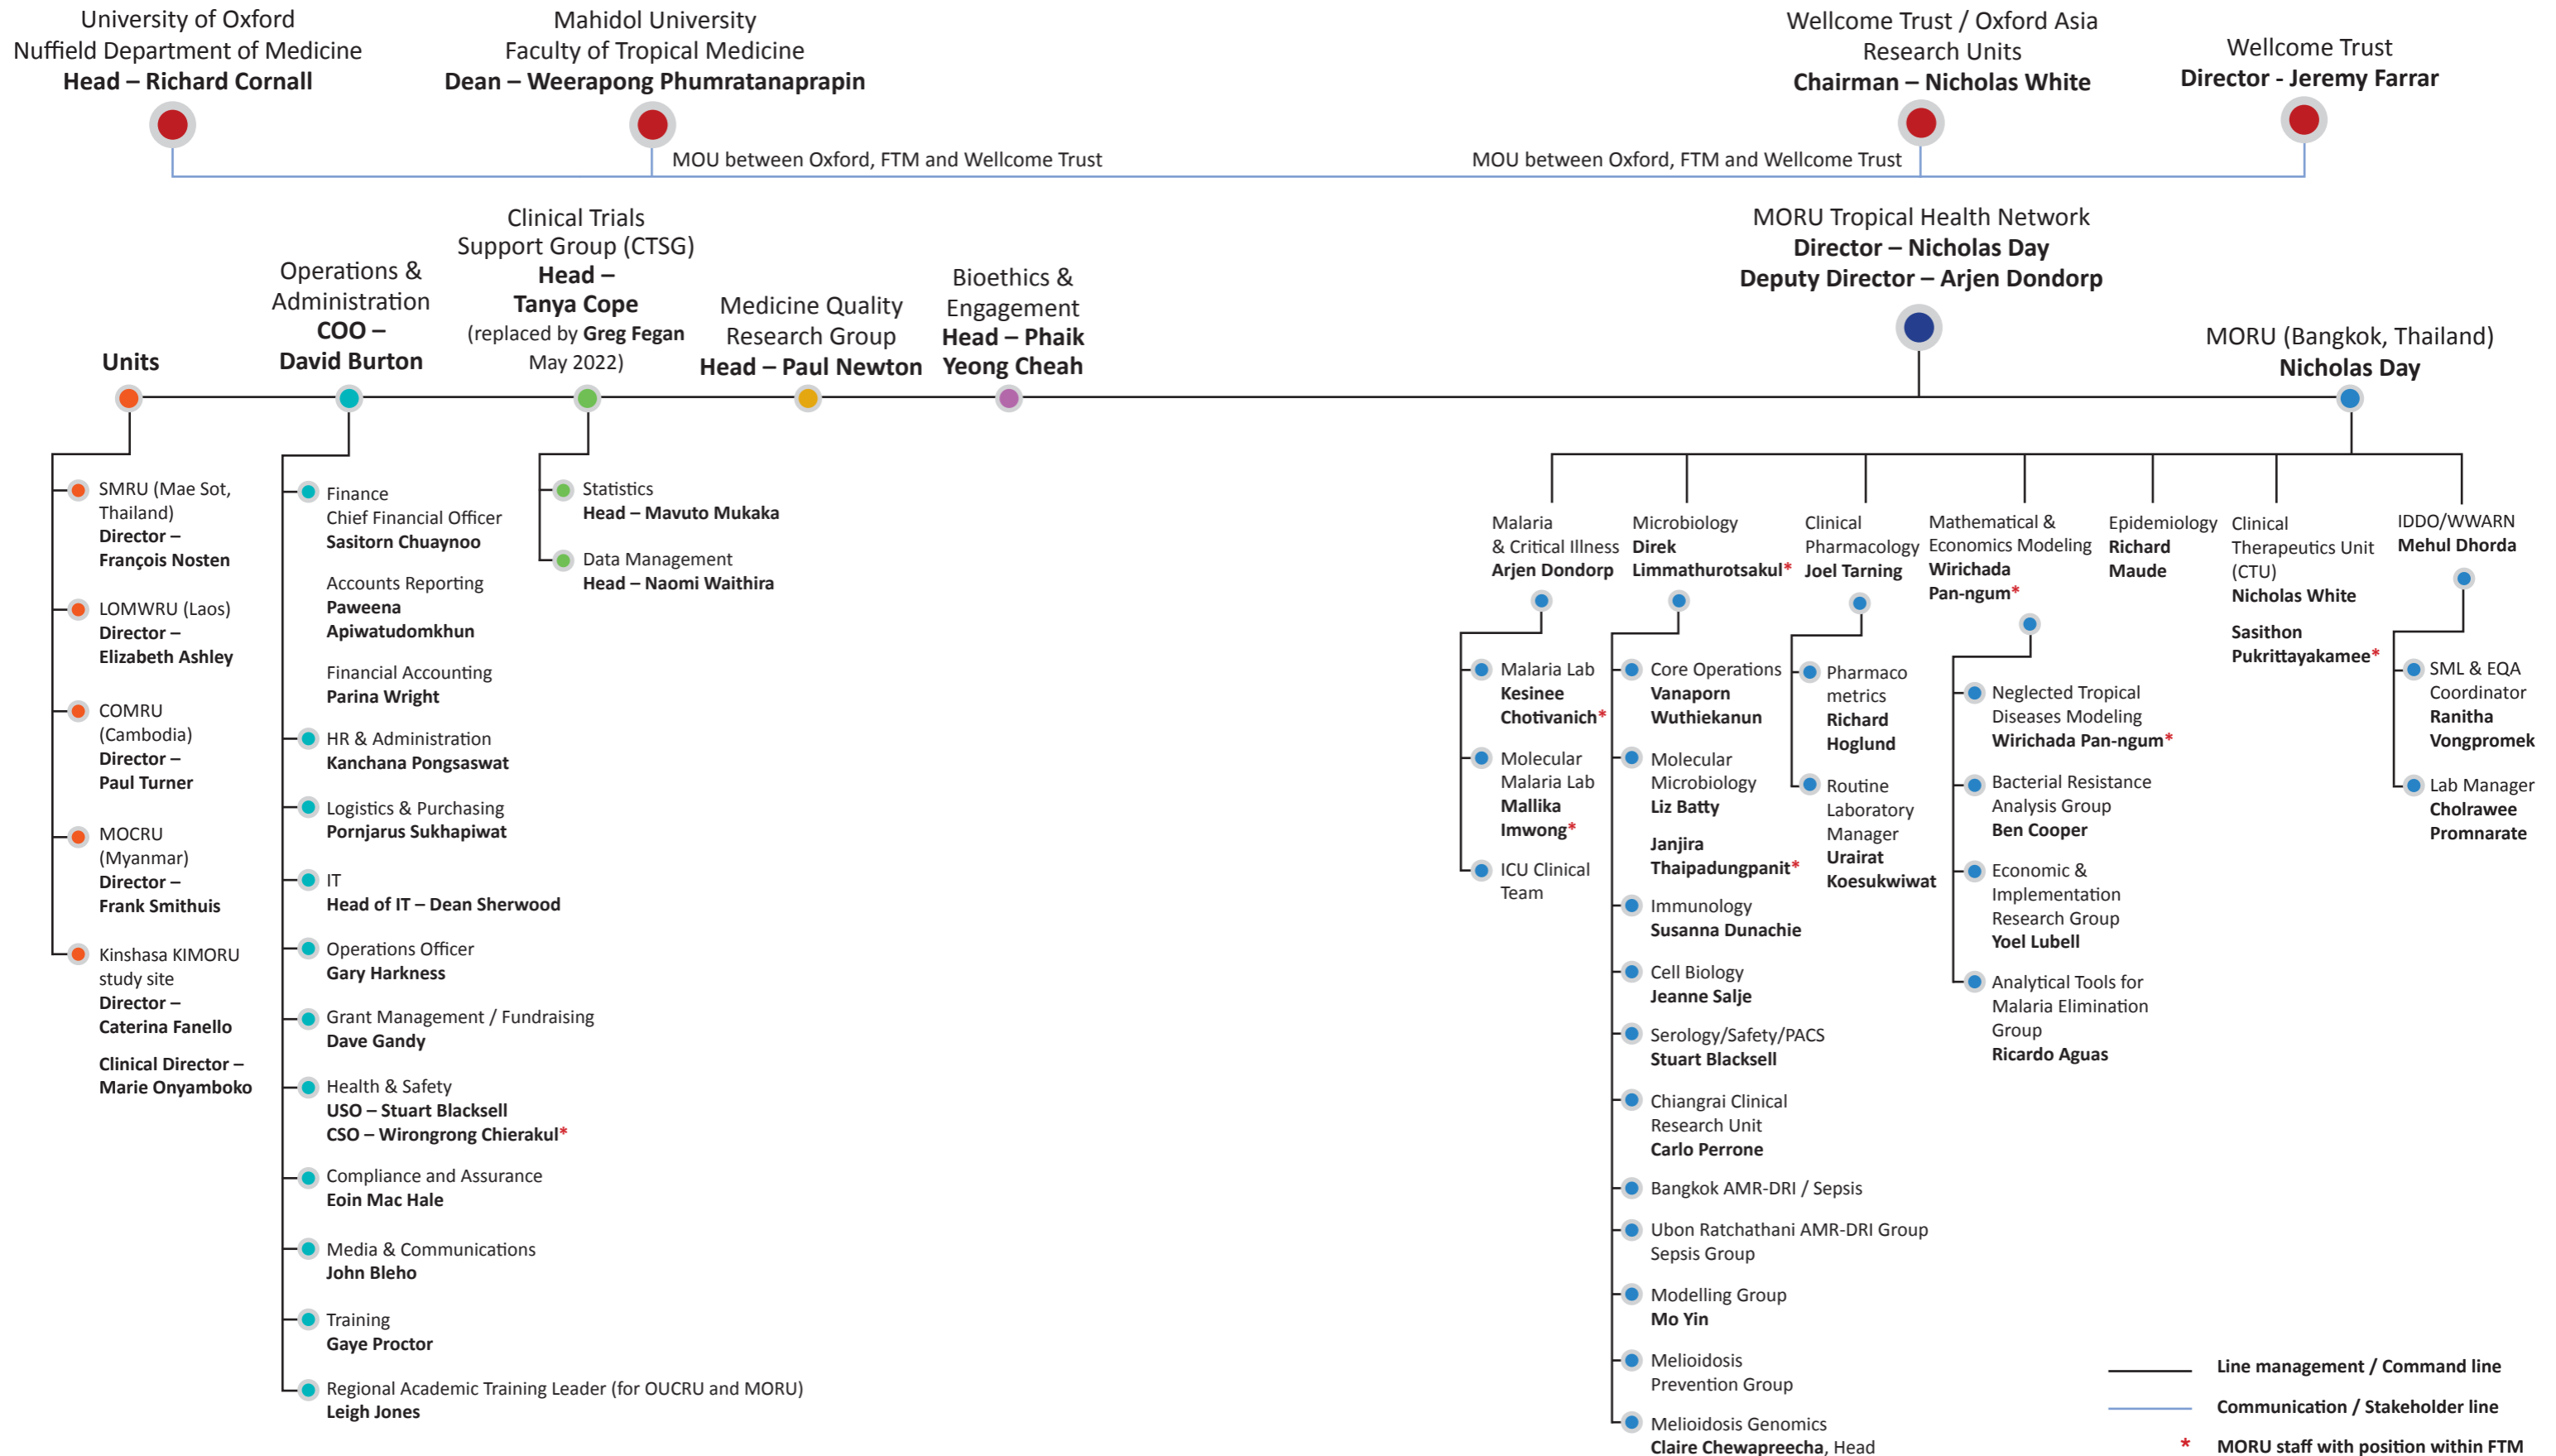 University of Oxford
Nuffield Department of Medicine
Head – Richard Cornall
Mahidol University
Faculty of Tropical Medicine
Dean – Weerapong Phumratanaprapin
Wellcome Trust / Oxford Asia
Research Units
Chairman – Nicholas White
Wellcome Trust
Director - Jeremy Farrar
MOU between Oxford, FTM and Wellcome Trust
MOU between Oxford, FTM and Wellcome Trust
MORU Tropical Health Network
Director – Nicholas Day
Deputy Director – Arjen Dondorp
Units
Operations &
Administration
COO –
David Burton
Clinical Trials
Support Group (CTSG)
Head –
Tanya Cope
(replaced by Greg Fegan
May 2022)
Medicine Quality
Research Group
Head – Paul Newton
Bioethics &
Engagement
Head – Phaik
Yeong Cheah
MORU (Bangkok, Thailand)
Nicholas Day
SMRU (Mae Sot,
Thailand)
Director –
François Nosten
LOMWRU (Laos)
Director –
Elizabeth Ashley
COMRU
(Cambodia)
Director –
Paul Turner
MOCRU
(Myanmar)
Director –
Frank Smithuis
Kinshasa KIMORU
study site
Director –
Caterina Fanello
Clinical Director –
Marie Onyamboko
Finance
Chief Financial Officer
Sasitorn Chuaynoo
Accounts Reporting
Paweena
Apiwatudomkhun
Financial Accounting
Parina Wright
HR & Administration
Kanchana Pongsaswat
Logistics & Purchasing
Pornjarus Sukhapiwat
IT
Head of IT – Dean Sherwood
Operations Officer
Gary Harkness
Grant Management / Fundraising
Dave Gandy
Health & Safety
USO – Stuart Blacksell
CSO – Wirongrong Chierakul*
Compliance and Assurance
Eoin Mac Hale
Media & Communications
John Bleho
Training
Gaye Proctor
Regional Academic Training Leader (for OUCRU and MORU)
Leigh Jones
Statistics
Head – Mavuto Mukaka
Data Management
Head – Naomi Waithira
Malaria
& Critical Illness
Arjen Dondorp
Malaria Lab
Kesinee
Chotivanich*
Molecular
Malaria Lab
Mallika
Imwong*
ICU Clinical
Team
Microbiology
Direk
Limmathurotsakul*
Core Operations
Vanaporn
Wuthiekanun
Molecular
Microbiology
Liz Batty
Janjira
Thaipadungpanit*
Immunology
Susanna Dunachie
Cell Biology
Jeanne Salje
Serology/Safety/PACS
Stuart Blacksell
Chiangrai Clinical
Research Unit
Carlo Perrone
Bangkok AMR-DRI / Sepsis
Ubon Ratchathani AMR-DRI Group
Sepsis Group
Modelling Group
Mo Yin
Melioidosis
Prevention Group
Melioidosis Genomics
Claire Chewapreecha, Head
Clinical
Pharmacology
Joel Tarning
Pharmaco
metrics
Richard
Hoglund
Routine
Laboratory
Manager
Urairat
Koesukwiwat
Mathematical &
Economics Modeling
Wirichada
Pan-ngum*
Neglected Tropical
Diseases Modeling
Wirichada Pan-ngum*
Bacterial Resistance
Analysis Group
Ben Cooper
Economic &
Implementation
Research Group
Yoel Lubell
Analytical Tools for
Malaria Elimination
Group
Ricardo Aguas
Epidemiology
Richard
Maude
Clinical
Therapeutics Unit
(CTU)
Nicholas White
Sasithon
Pukrittayakamee*
IDDO/WWARN
Mehul Dhorda
SML & EQA
Coordinator
Ranitha
Vongpromek
Lab Manager
Cholrawee
Promnarate
Line management / Command line
Communication / Stakeholder line
* MORU staff with position within FTM